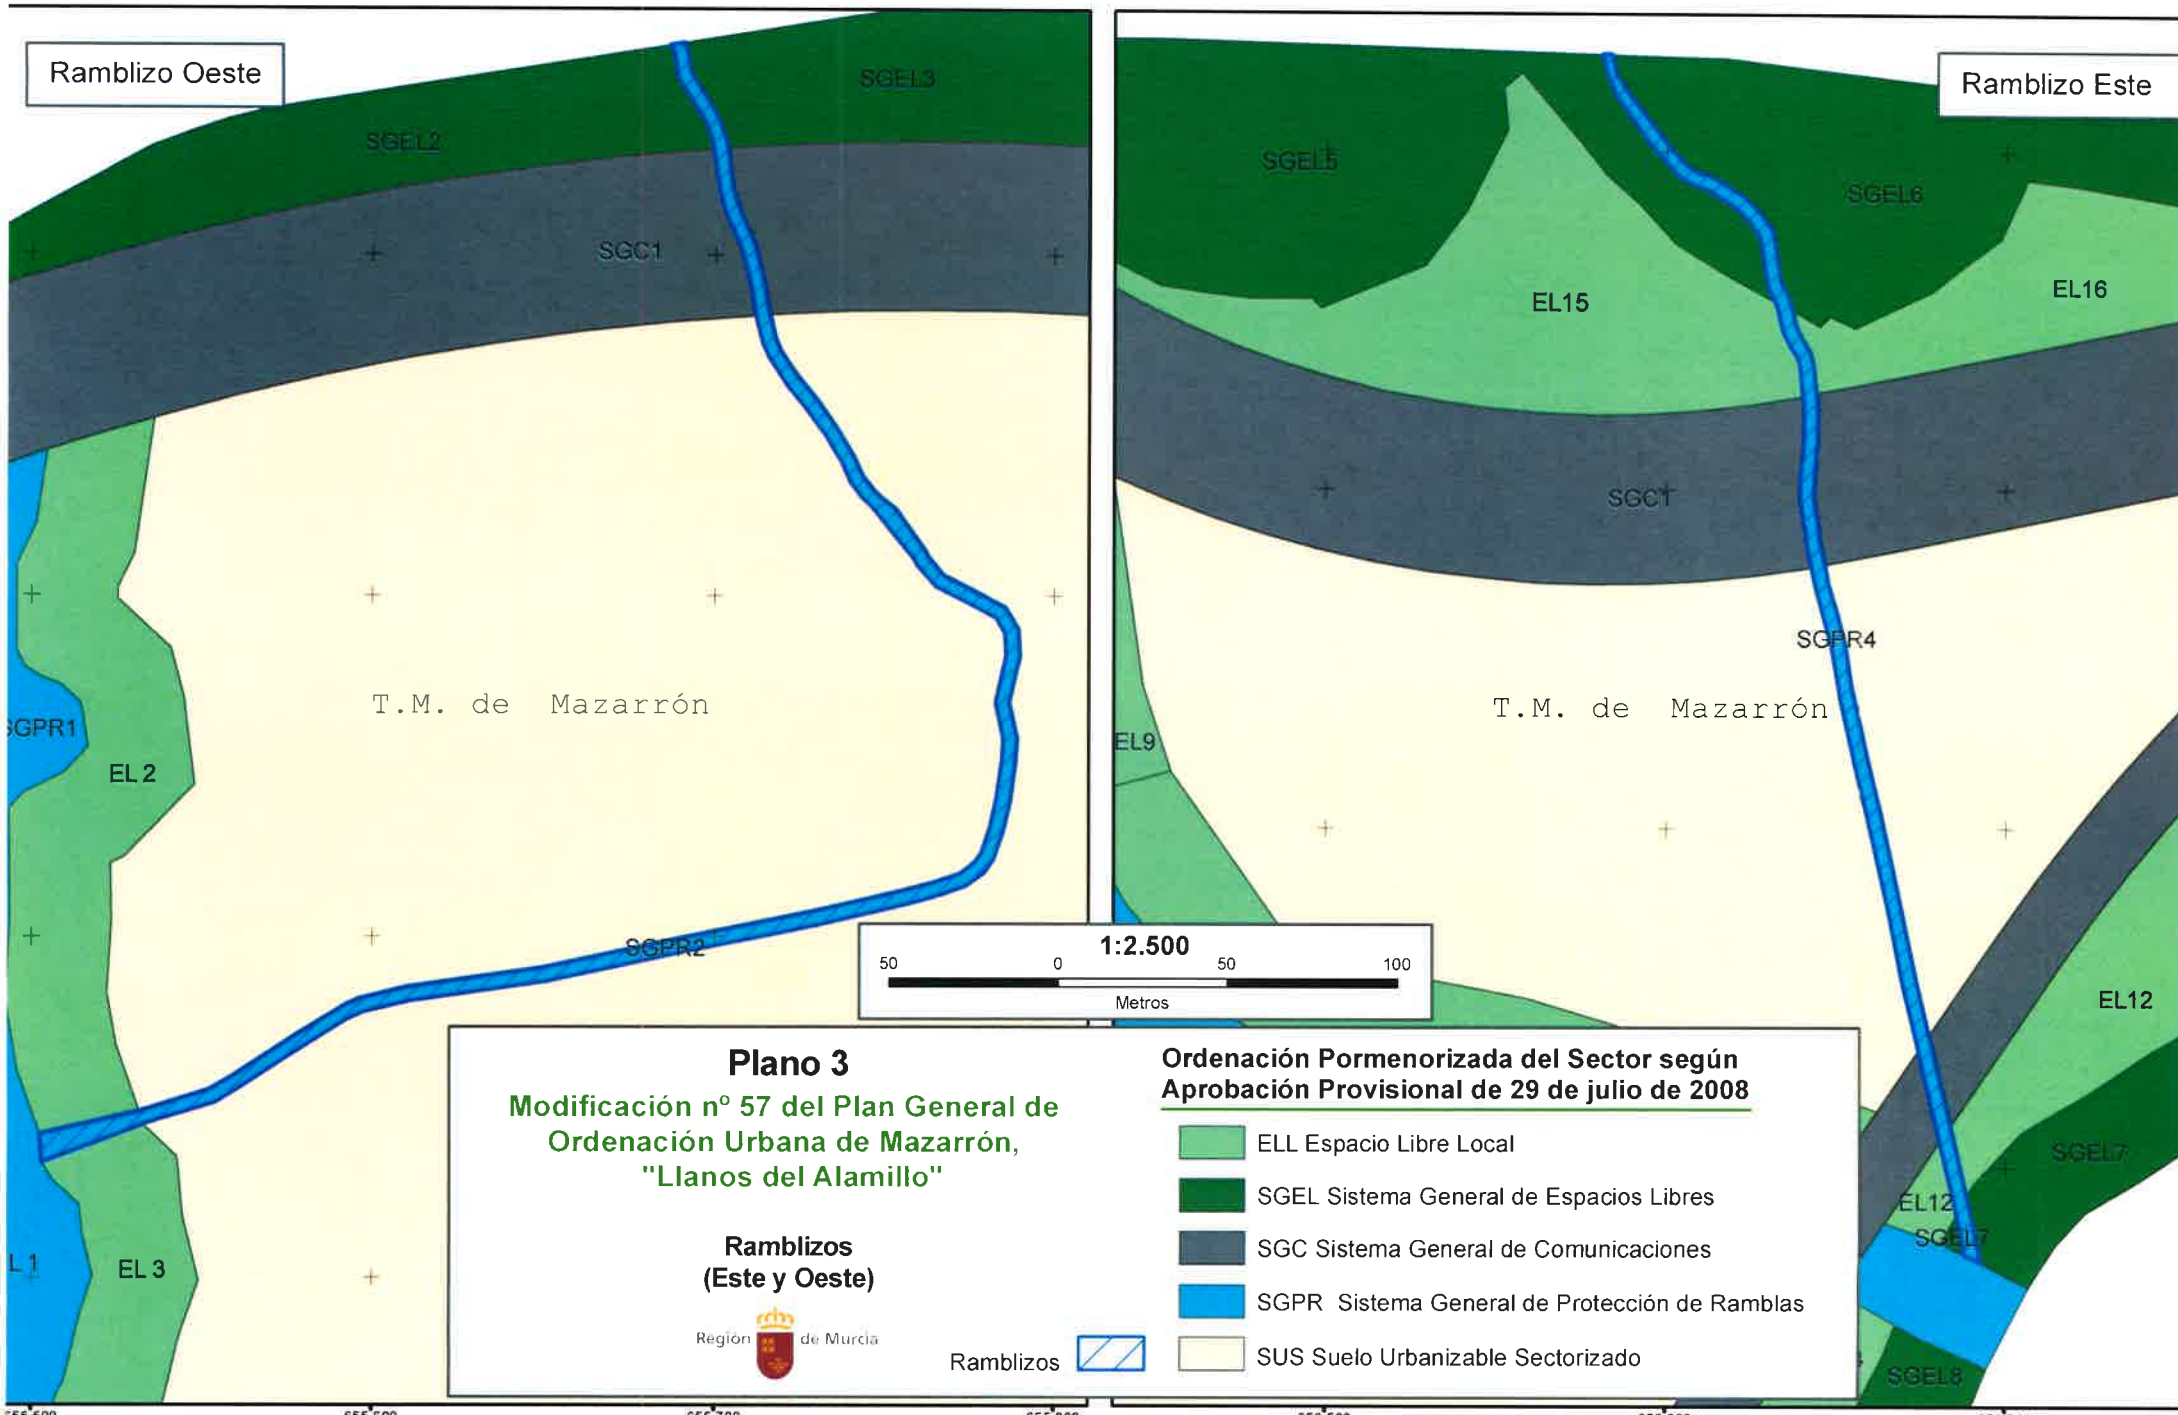 Ramblizo Oeste
SGEL3
SGEL2
SGC1
T.M. de Mazarrón
SGPR1
EL 2
SGPR2
EL 3
Ramblizo Este
SGEL5
SGEL6
EL15
EL16
SGC1
SGPR4
T.M. de Mazarrón
EL9
EL12
SGEL7
EL12
SGEL7
SGEL8
1:2.500
50 0 50 100
Metros
Plano 3
Modificación nº 57 del Plan General de
Ordenación Urbana de Mazarrón,
"Llanos del Alamillo"
Ramblizos
(Este y Oeste)
Región de Murcia
Ramblizos
Ordenación Pormenorizada del Sector según
Aprobación Provisional de 29 de julio de 2008
ELL Espacio Libre Local
SGEL Sistema General de Espacios Libres
SGC Sistema General de Comunicaciones
SGPR Sistema General de Protección de Ramblas
SUS Suelo Urbanizable Sectorizado